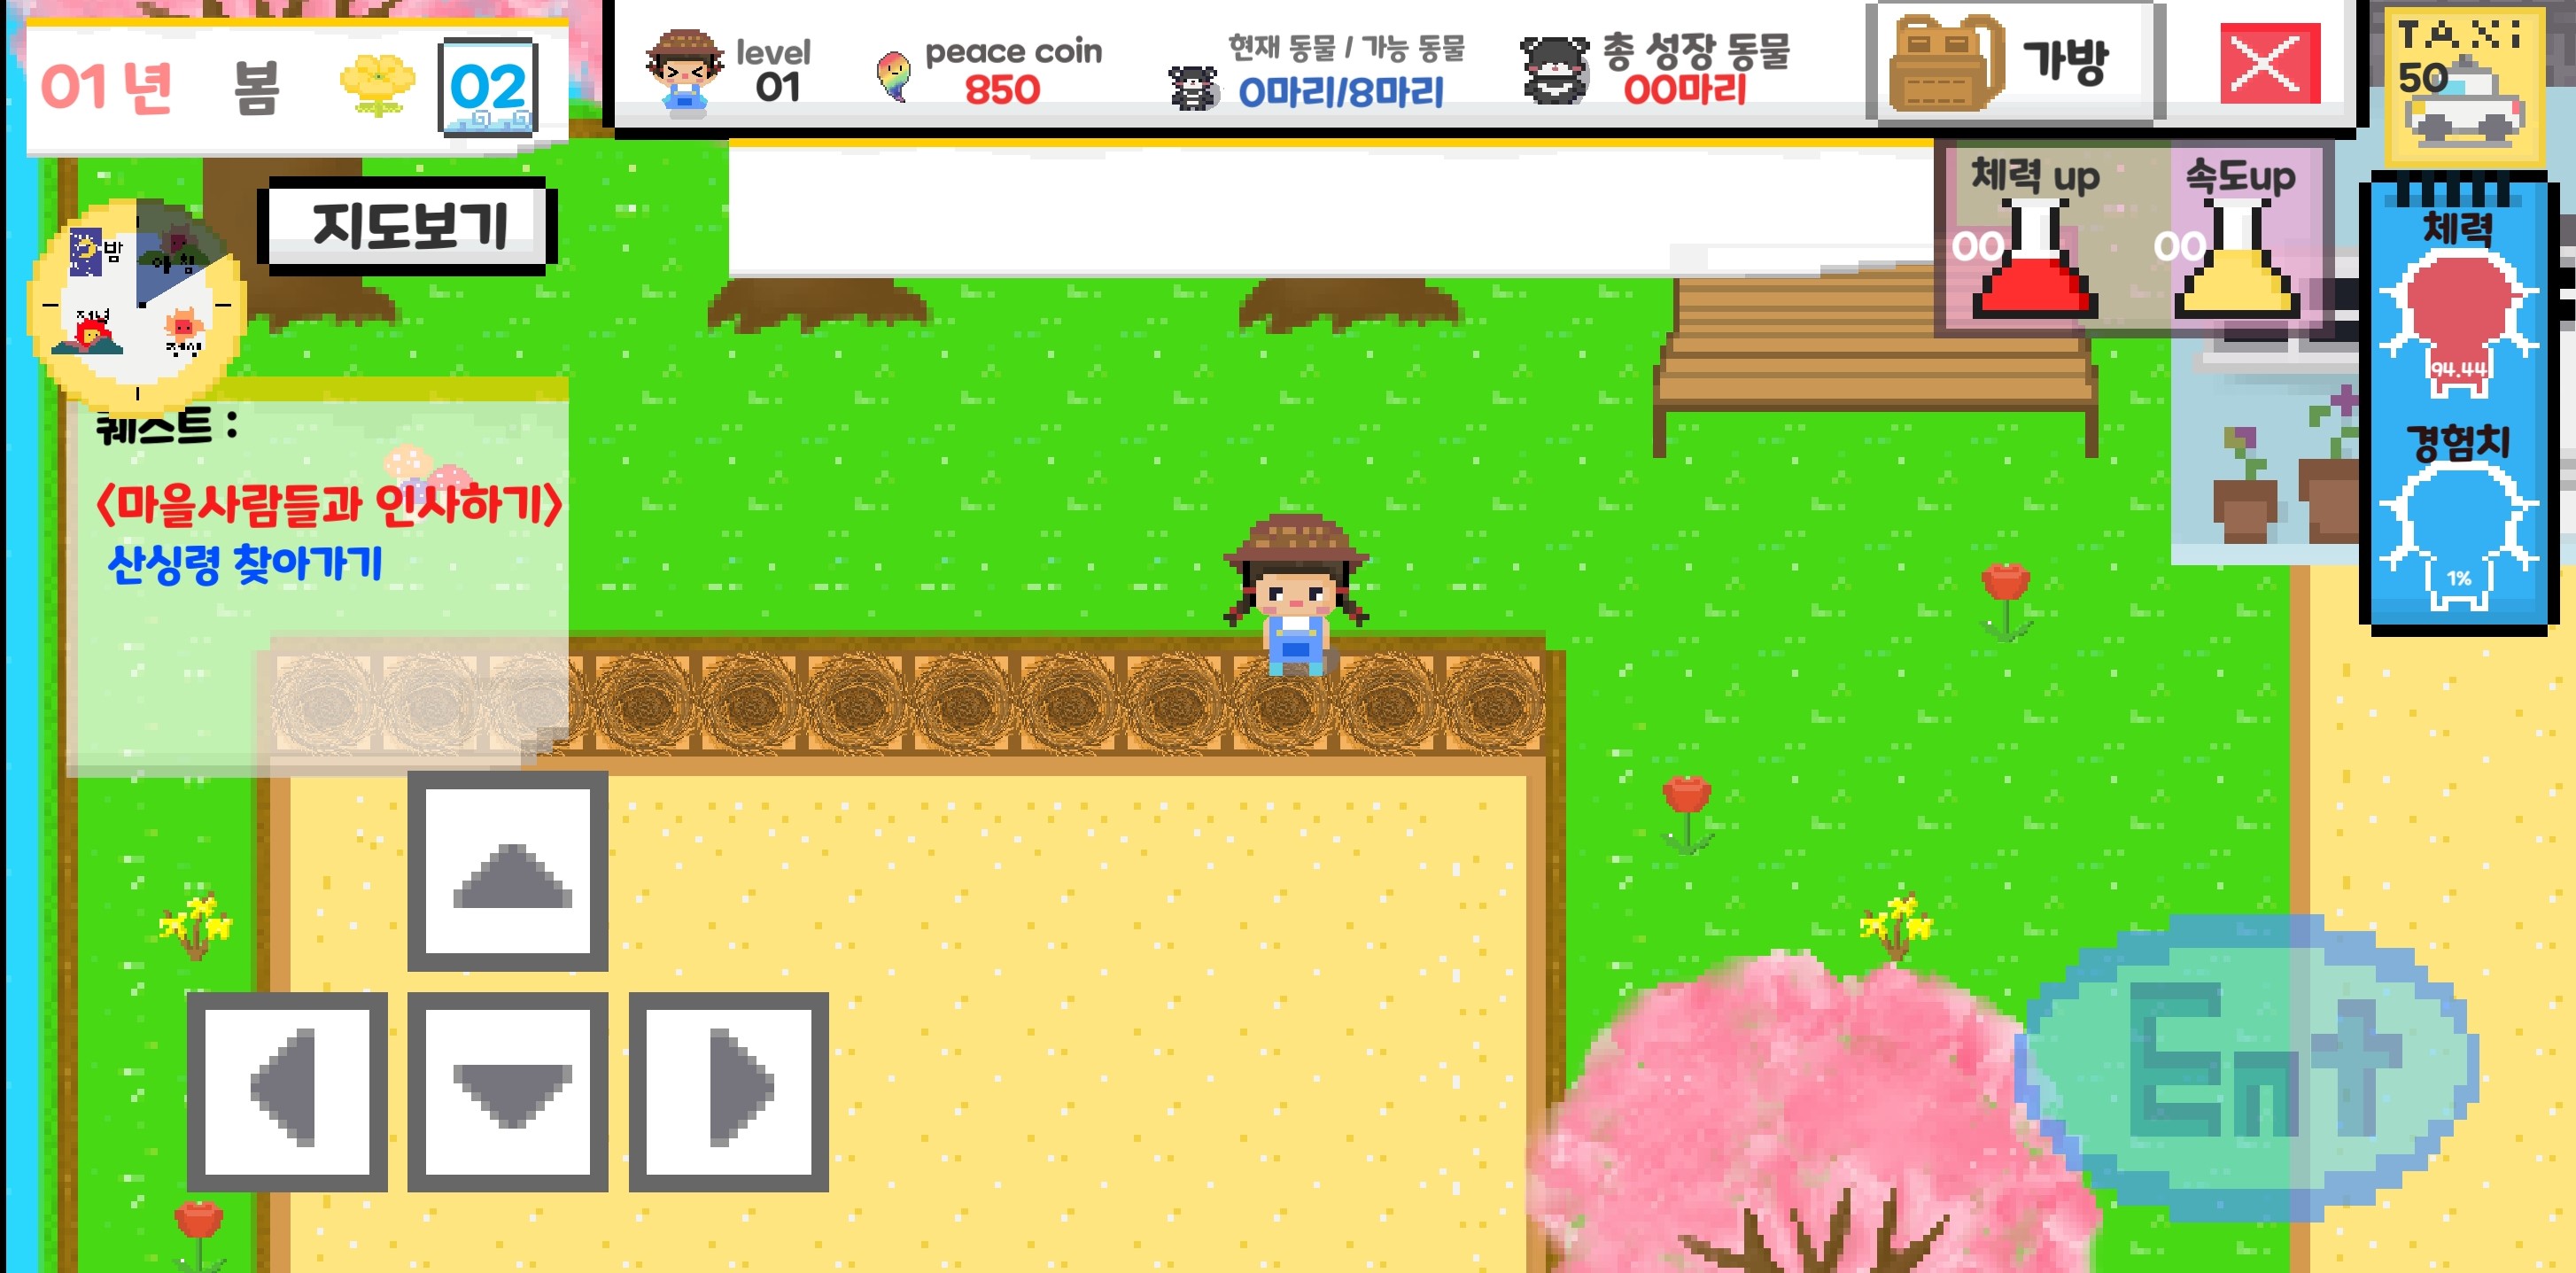 01년 봄 02
level
01
peace coin
850
현재 동물 / 가능 동물
0마리/8마리
총 성장 동물
00마리
가방
TAXi
50
지도보기
체력 up
00
속도up
00
밤
아침
점심
저녁
체력
94.44
경험치
1%
퀘스트 :
<마을사람들과 인사하기>
산싱령 찾아가기
Ent